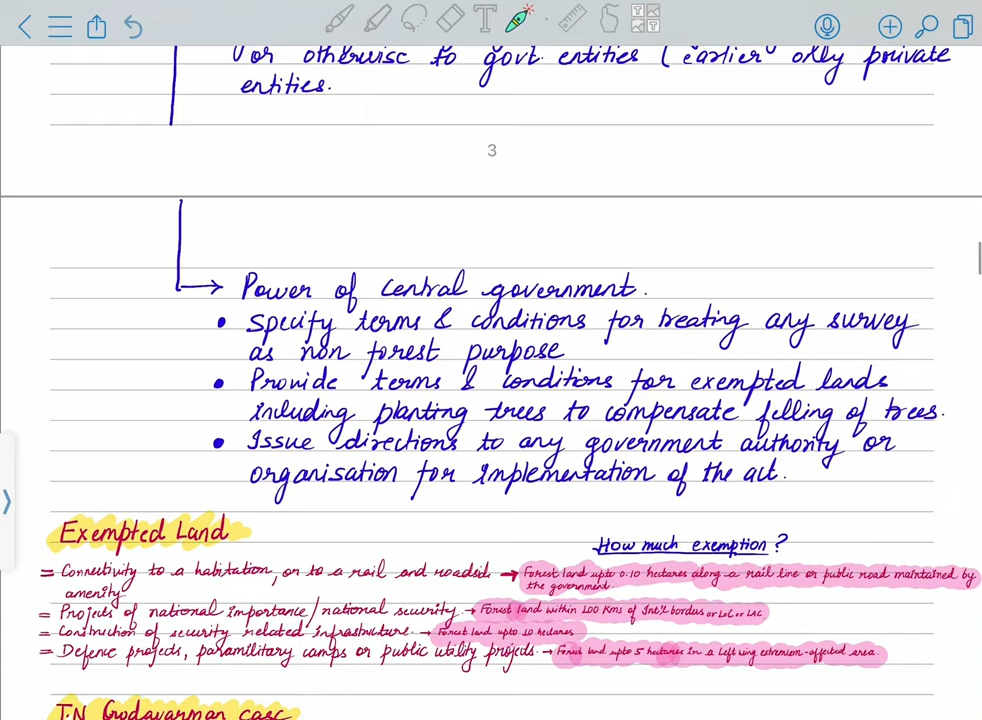 or otherwise to govt. entities (earlier only private
entities.
3
→ Power of central government.
• Specify terms & conditions for treating any survey
as non forest purpose
• Provide terms & conditions for exempted lands
including planting trees to compensate felling of trees.
• Issue directions to any government authority or
organisation for implementation of the act.
Exempted Land
How much exemption?
= Connectivity to a habitation, or to a rail and roadside → Forest land upto 0.10 hectares along a rail line or public road maintained by
amenity. the government.
= Projects of national importance/national security. → Forest land within 100 Kms of Int'l borders or LoC or LAC
= Construction of security related infrastructure. → Forest land upto 10 hectares
= Defence projects, paramilitary camps or public utility projects. → Forest land upto 5 hectares in a Left wing extremism-affected area.
T.N Godavarman case